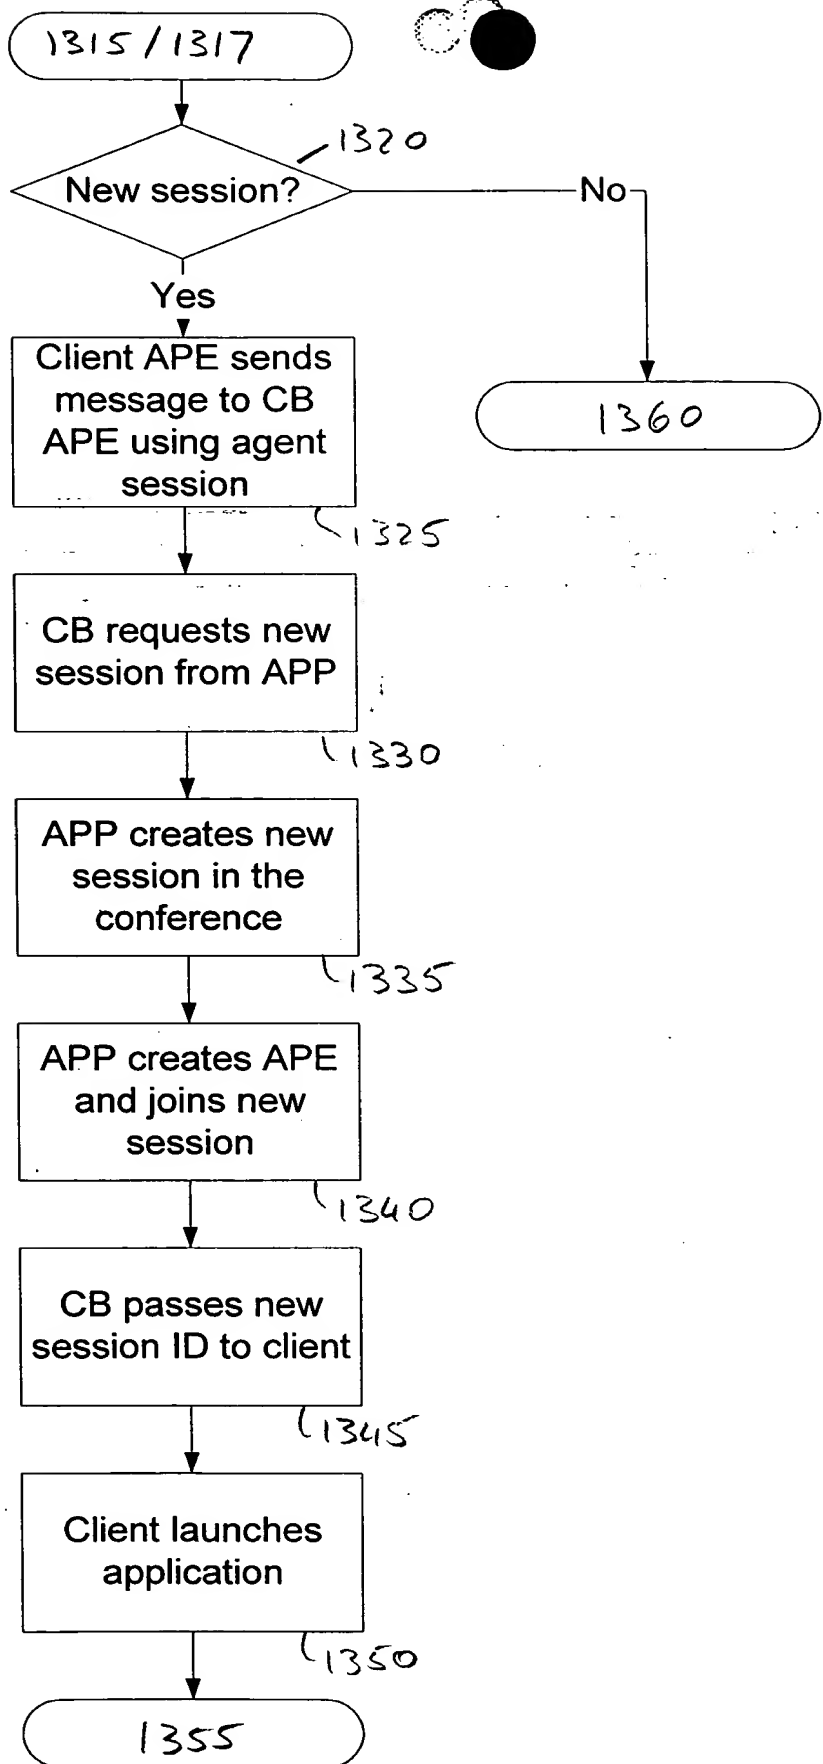 1315/1317
1320
New session?
No
Yes
Client APE sends
message to CB
APE using agent
session
1360
1325
CB requests new
session from APP
1330
APP creates new
session in the
conference
1335
APP creates APE
and joins new
session
1340
CB passes new
session ID to client
1345
Client launches
application
1350
1355